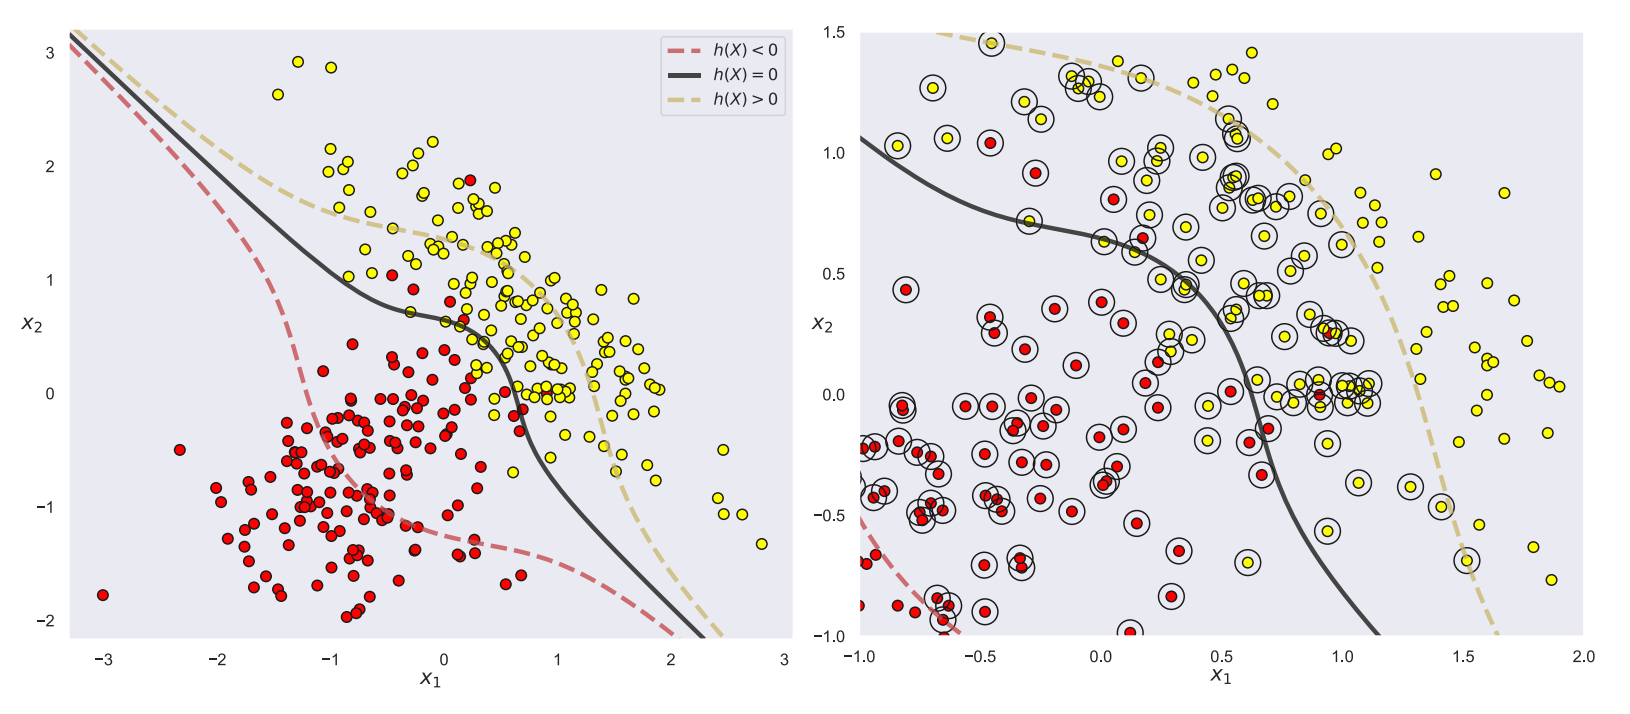 3
2
1
0
−1
−2
x₂
−3 −2 −1 0 1 2 3
x₁
h(X) < 0
h(X) = 0
h(X) > 0
1.5
1.0
0.5
0.0
−0.5
−1.0
x₂
−1.0 −0.5 0.0 0.5 1.0 1.5 2.0
x₁